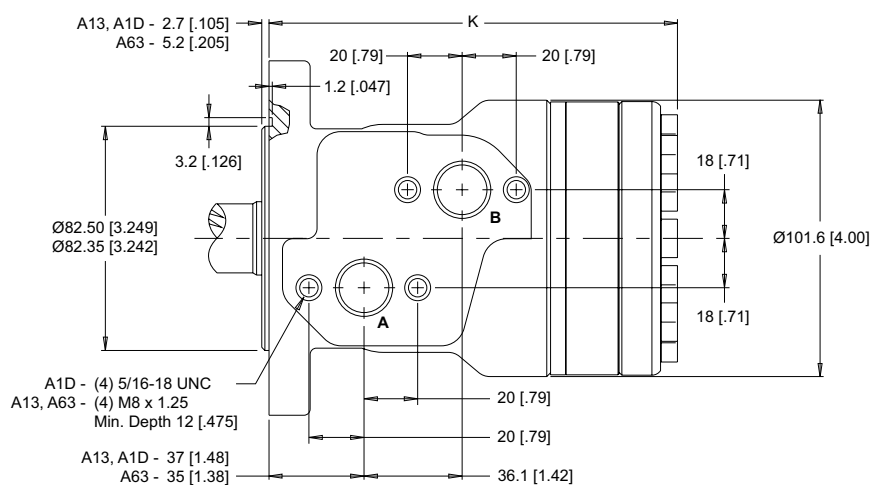 A13, A1D - 2.7 [.105]
A63 - 5.2 [.205]
K
20 [.79]
20 [.79]
1.2 [.047]
3.2 [.126]
18 [.71]
B
Ø82.50 [3.249]
Ø82.35 [3.242]
Ø101.6 [4.00]
A
18 [.71]
A1D - (4) 5/16-18 UNC
A13, A63 - (4) M8 x 1.25
Min. Depth 12 [.475]
20 [.79]
20 [.79]
A13, A1D - 37 [1.48]
A63 - 35 [1.38]
36.1 [1.42]